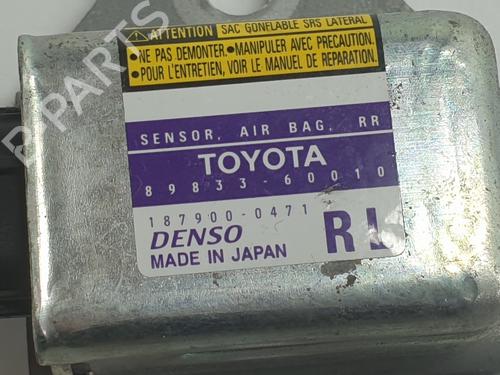 ATTENTION SAC GONFLABLE SRS LATERAL
•NE PAS DEMONTER.•MANIPULER AVEC PRECAUTION.
•POUR L'ENTRETIEN, VOIR LE MANUEL DE REPARATION.
SENSOR, AIR BAG, RR
TOYOTA
89833-60010
187900-0471
DENSO
MADE IN JAPAN
RL
B-PARTS